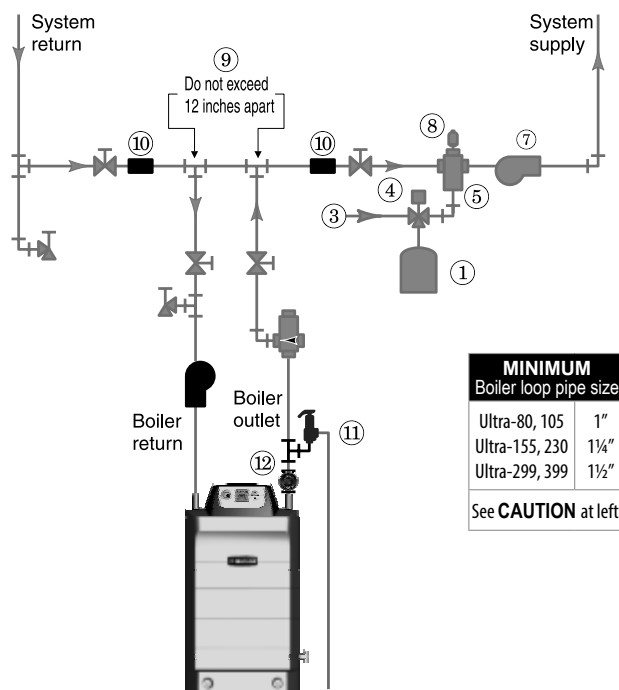 System
return
System
supply
⑨
Do not exceed
12 inches apart
⑩
⑩
⑧
⑦
④
⑤
③
①
Boiler
outlet
Boiler
return
⑪
⑫
MINIMUM
Boiler loop pipe size
Ultra-80, 105 1”
Ultra-155, 230 1¼”
Ultra-299, 399 1½”
See CAUTION at left